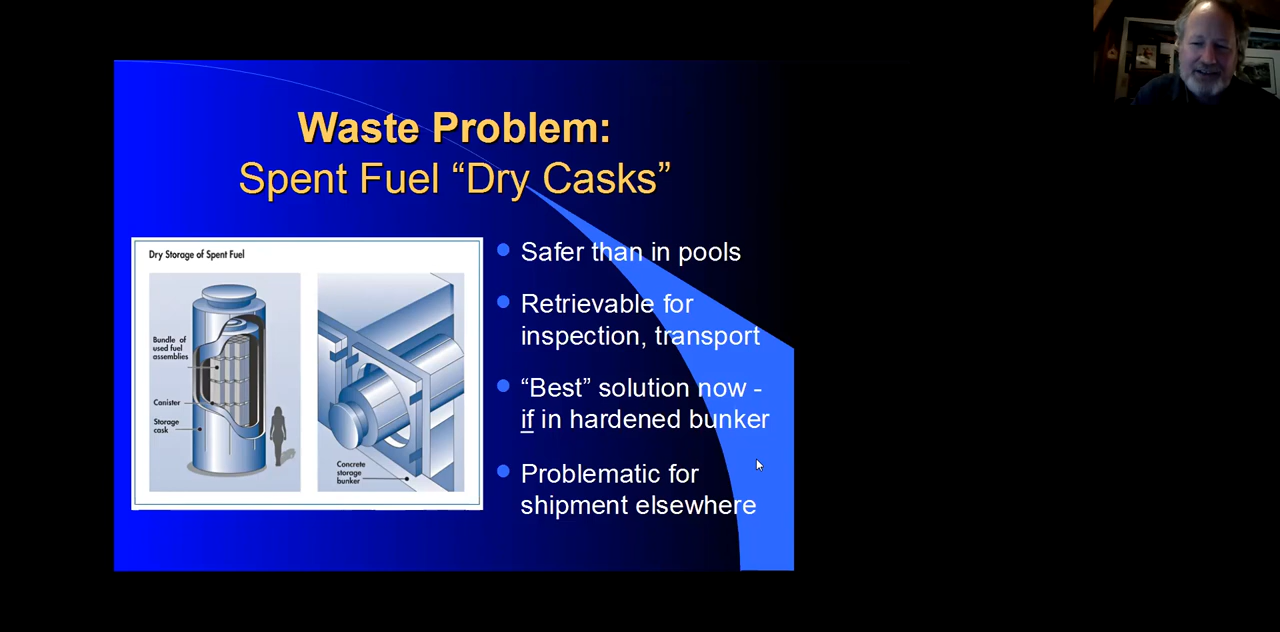 Waste Problem:
Spent Fuel “Dry Casks”
Dry Storage of Spent Fuel
Bundle of
used fuel
assemblies
Canister
Storage
cask
Concrete
storage
bunker
Safer than in pools
Retrievable for
inspection, transport
“Best” solution now -
if in hardened bunker
Problematic for
shipment elsewhere